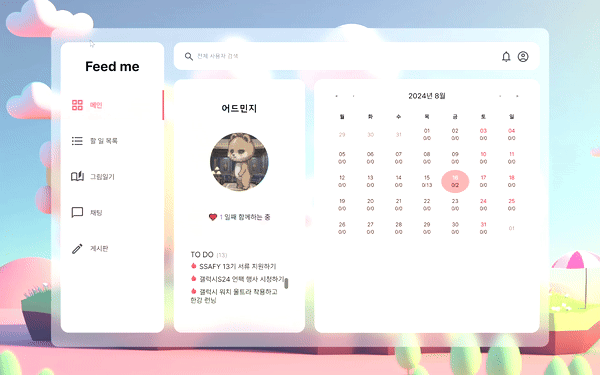 Feed me
메인
할 일 목록
그림일기
채팅
게시판
전체 사용자 검색
어드민지
1 일째 함께하는 중
TO DO (13)
SSAFY 13기 서류 지원하기
갤럭시S24 언팩 행사 시청하기
갤럭시 워치 울트라 착용하고
한강 런닝
« ‹ 2024년 8월 › »
월 화 수 목 금 토 일
29 30 31 01 02 03 04
0/0 0/0 0/0 0/0
05 06 07 08 09 10 11
0/0 0/0 0/0 0/0 0/0 0/0 0/0
12 13 14 15 16 17 18
0/0 0/0 0/0 0/13 0/2 0/0 0/0
19 20 21 22 23 24 25
0/0 0/0 0/0 0/0 0/0 0/0 0/0
26 27 28 29 30 31 01
0/0 0/0 0/0 0/0 0/0 0/0